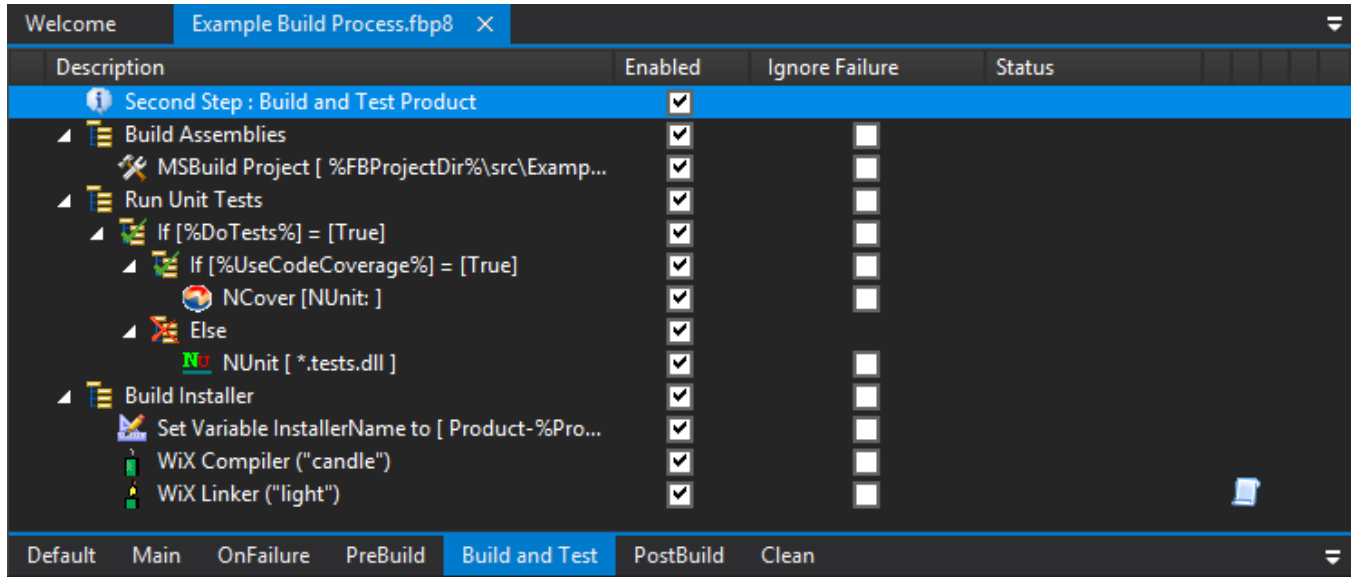 Welcome Example Build Process.fbp8
Description Enabled Ignore Failure Status
Second Step : Build and Test Product
Build Assemblies
MSBuild Project [ %FBProjectDir%\src\Examp...
Run Unit Tests
If [%DoTests%] = [True]
If [%UseCodeCoverage%] = [True]
NCover [NUnit: ]
Else
NUnit [ *.tests.dll ]
Build Installer
Set Variable InstallerName to [ Product-%Pro...
WiX Compiler ("candle")
WiX Linker ("light")
Default Main OnFailure PreBuild Build and Test PostBuild Clean